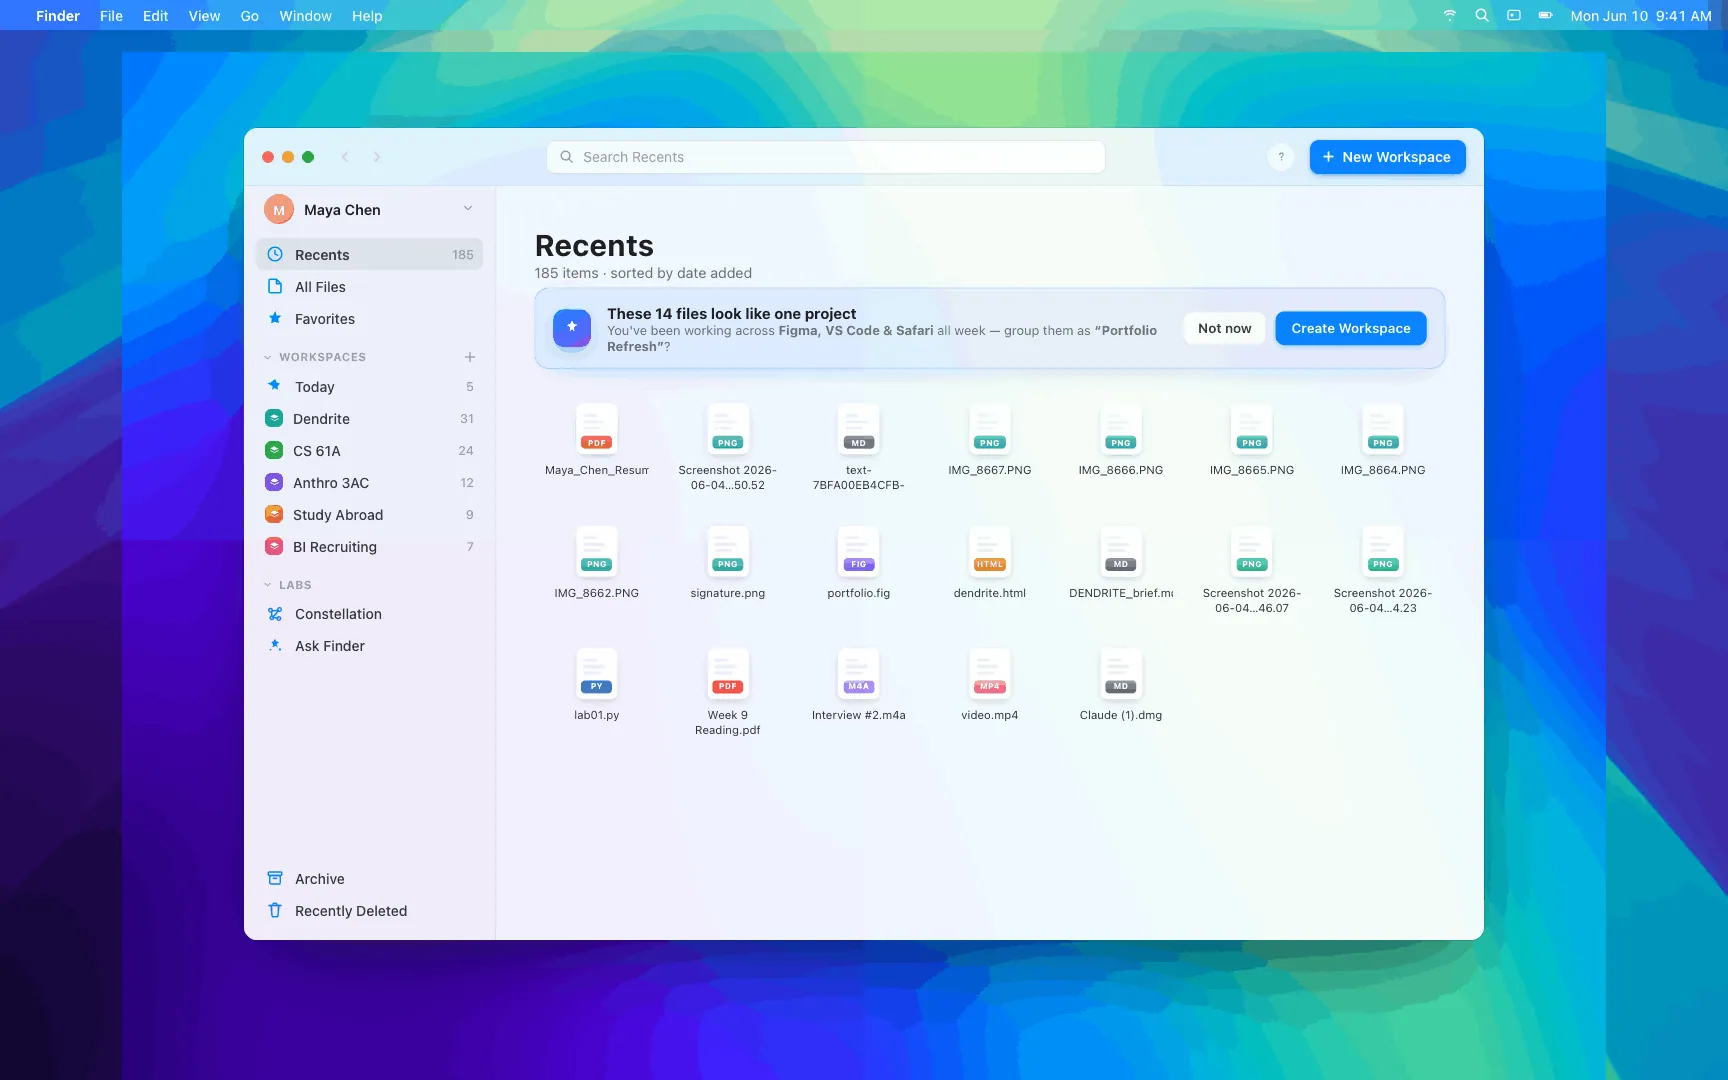 Finder File Edit View Go Window Help Mon Jun 10 9:41 AM
Search Recents
?
+ New Workspace
M Maya Chen
Recents 185
All Files
Favorites
WORKSPACES +
Today 5
Dendrite 31
CS 61A 24
Anthro 3AC 12
Study Abroad 9
BI Recruiting 7
LABS
Constellation
Ask Finder
Archive
Recently Deleted
Recents
185 items · sorted by date added
These 14 files look like one project
You've been working across Figma, VS Code & Safari all week — group them as “Portfolio
Refresh”?
Not now
Create Workspace
PDF PNG MD PNG PNG PNG PNG
Maya_Chen_Resum Screenshot 2026- text- IMG_8667.PNG IMG_8666.PNG IMG_8665.PNG IMG_8664.PNG
06-04...50.52 7BFA00EB4CFB-
PNG PNG FIG HTML MD PNG PNG
IMG_8662.PNG signature.png portfolio.fig dendrite.html DENDRITE_brief.md Screenshot 2026- Screenshot 2026-
06-04...46.07 06-04...4.23
PY PDF M4A MP4 MD
lab01.py Week 9 Interview #2.m4a video.mp4 Claude (1).dmg
Reading.pdf